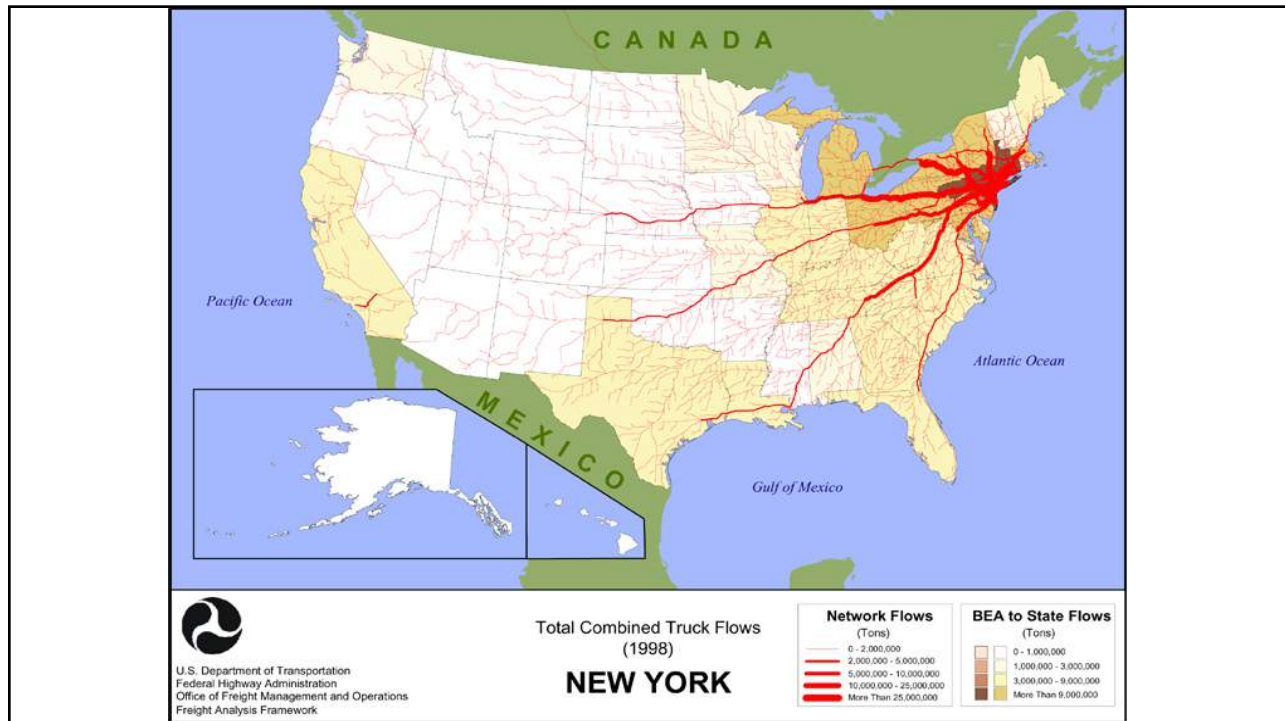 CANADA
Pacific Ocean
Atlantic Ocean
MEXICO
Gulf of Mexico
U.S. Department of Transportation
Federal Highway Administration
Office of Freight Management and Operations
Freight Analysis Framework
Total Combined Truck Flows
(1998)
NEW YORK
Network Flows
(Tons)
0 - 2,000,000
2,000,000 - 5,000,000
5,000,000 - 10,000,000
10,000,000 - 25,000,000
More Than 25,000,000
BEA to State Flows
(Tons)
0 - 1,000,000
1,000,000 - 3,000,000
3,000,000 - 9,000,000
More Than 9,000,000